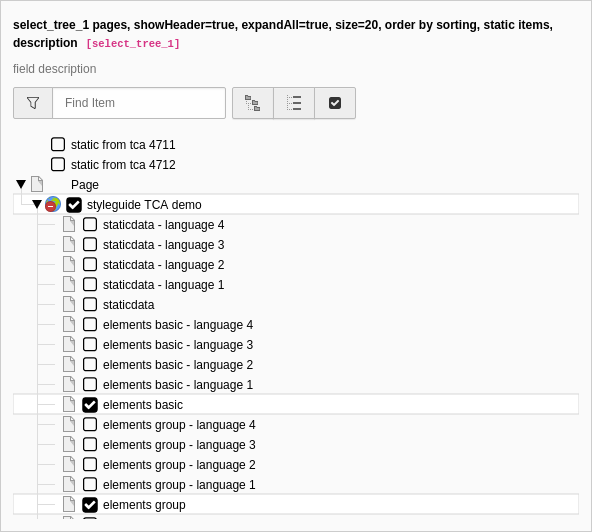 select_tree_1 pages, showHeader=true, expandAll=true, size=20, order by sorting, static items,
description [select_tree_1]
field description
Find Item
static from tca 4711
static from tca 4712
Page
styleguide TCA demo
staticdata - language 4
staticdata - language 3
staticdata - language 2
staticdata - language 1
staticdata
elements basic - language 4
elements basic - language 3
elements basic - language 2
elements basic - language 1
elements basic
elements group - language 4
elements group - language 3
elements group - language 2
elements group - language 1
elements group